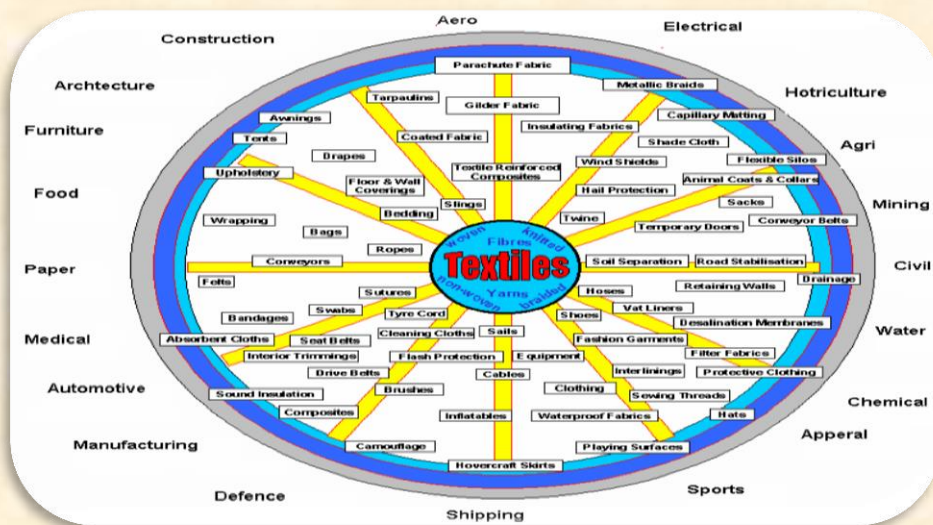 Aero
Electrical
Construction
Archtecture
Hotriculture
Furniture
Agri
Food
Mining
Paper
Civil
Medical
Water
Automotive
Chemical
Manufacturing
Apperal
Defence
Sports
Shipping
Parachute Fabric
Tarpaulins
Gilder Fabric
Metallic Braids
Awnings
Capillary Matting
Tents
Coated Fabric
Insulating Fabrics
Shade Cloth
Drapes
Wind Shields
Flexible Silos
Upholstery
Textile Reinforced
Composites
Floor & Wall
Coverings
Hail Protection
Animal Coats & Collars
Slings
Bedding
Sacks
Wrapping
Twine
Temporary Doors
Conveyor Belts
Bags
Ropes
Conveyors
Soil Separation
Road Stabilisation
Felts
Drainage
Retaining Walls
Sutures
Hoses
Swabs
Tyre Cord
Shoes
Vat Liners
Bandages
Desalination Membranes
Absorbent Cloths
Seat Belts
Cleaning Cloths
Sails
Fashion Garments
Interior Trimmings
Flash Protection
Equipment
Filter Fabrics
Drive Belts
Cables
Interlinings
Protective Clothing
Sound Insulation
Brushes
Clothing
Sewing Threads
Composites
Inflatables
Waterproof Fabrics
Hats
Camouflage
Playing Surfaces
Hovercraft Skirts
woven
knitted
Fibres
Textiles
Yarns
non-woven
braided